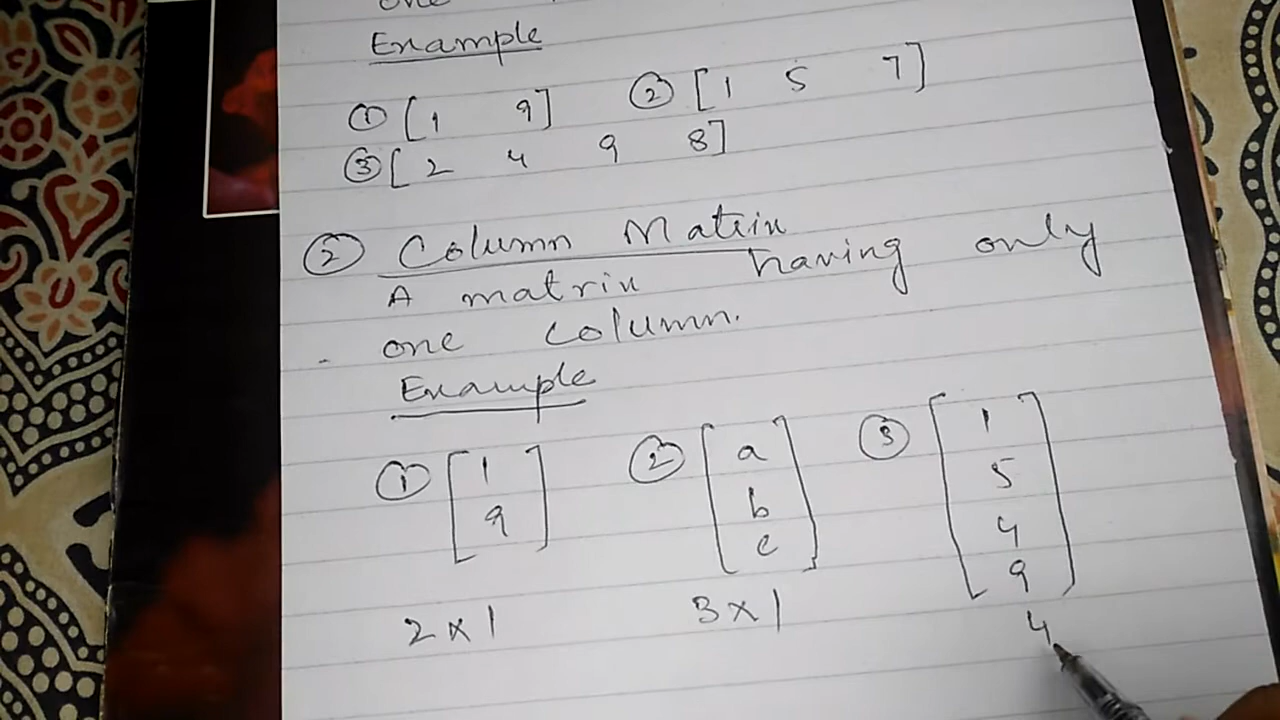 one
Example
① [1 9] ② [1 5 7]
③ [2 4 9 8]
② Column Matrix
A matrix having only
one column.
Example
① [1 9] ② [a b c] ③ [1 5 4 9]
2 × 1 3 × 1 4